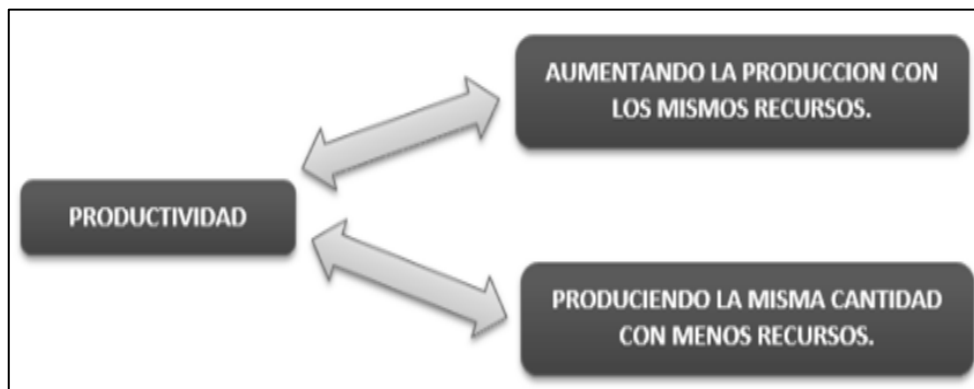 AUMENTANDO LA PRODUCCION CON
LOS MISMOS RECURSOS.
PRODUCTIVIDAD
PRODUCIENDO LA MISMA CANTIDAD
CON MENOS RECURSOS.